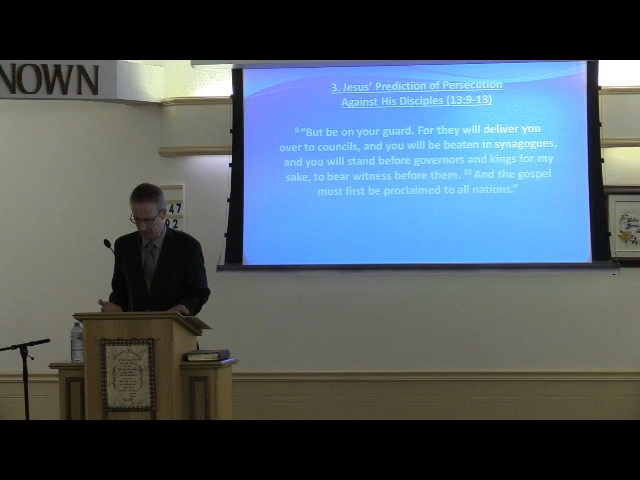 NOWN
3. Jesus' Prediction of Persecution
Against His Disciples (13:9-13)
⁹ "But be on your guard. For they will deliver you
over to councils, and you will be beaten in synagogues,
and you will stand before governors and kings for my
sake, to bear witness before them. ¹⁰ And the gospel
must first be proclaimed to all nations."
47
92